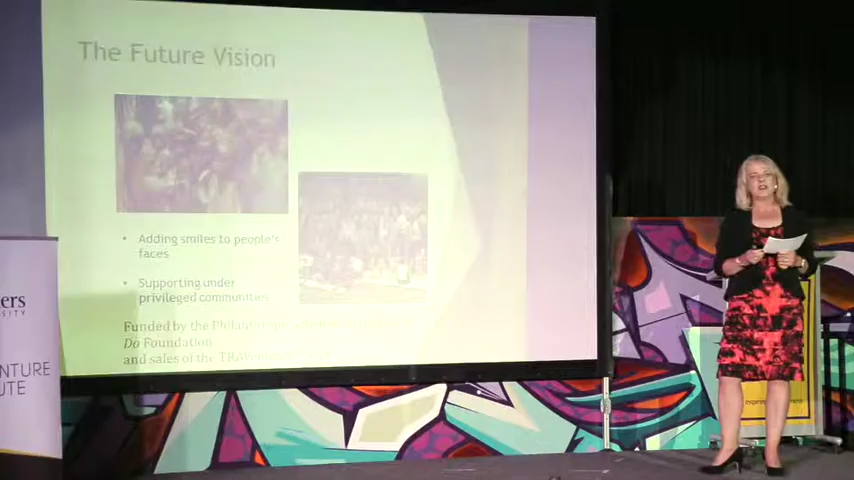 The Future Vision
• Adding smiles to people's
faces
• Supporting under
privileged communities
Funded by the
Do Foundation
and sales of the
ers
SITY
NTURE
UTE